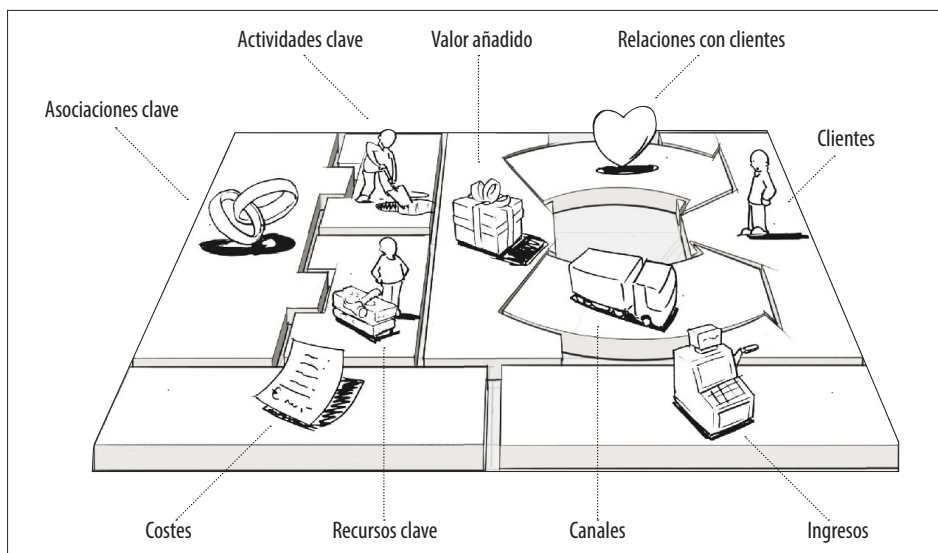 Actividades clave
Valor añadido
Relaciones con clientes
Asociaciones clave
Clientes
Costes
Recursos clave
Canales
Ingresos